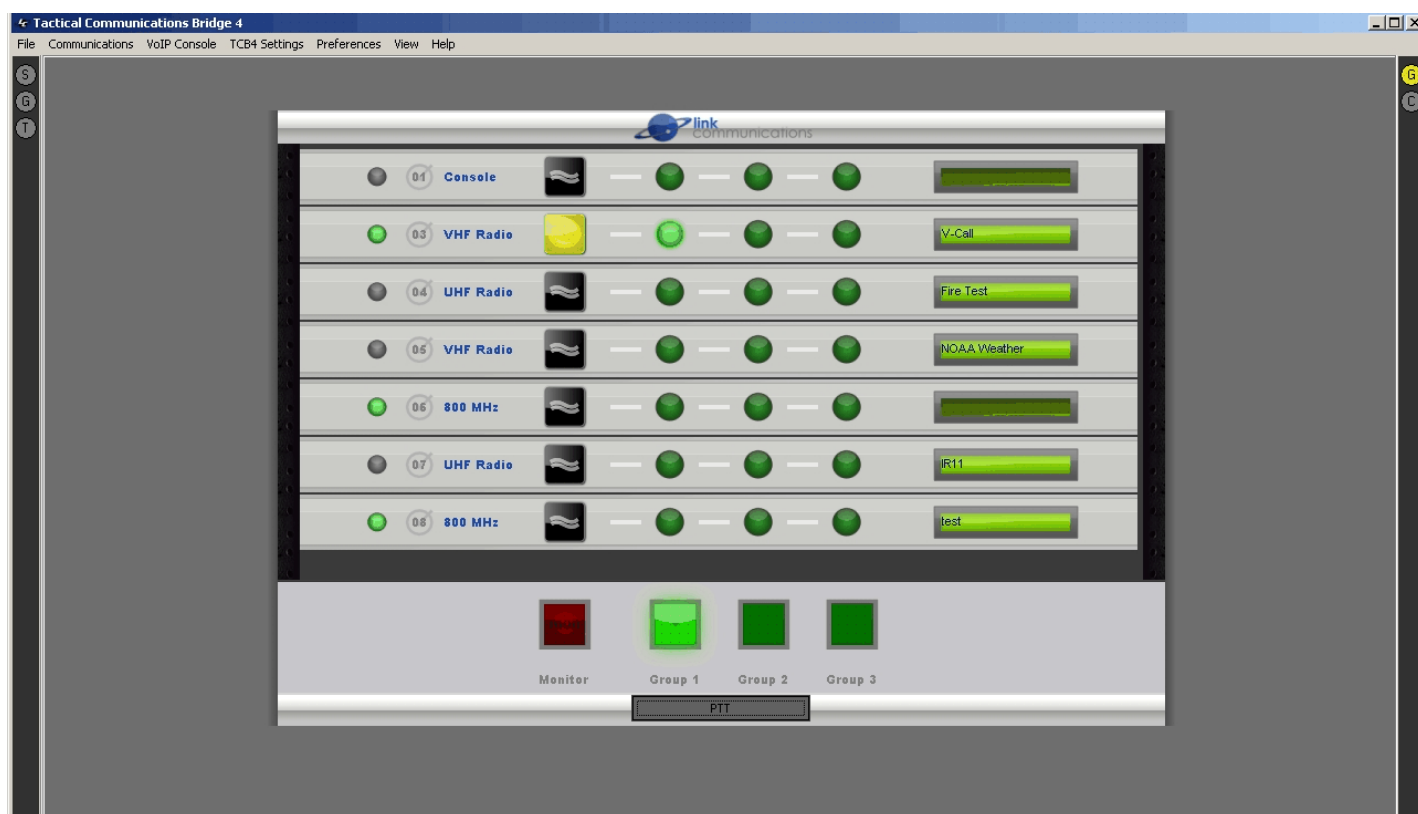 Tactical Communications Bridge 4
File Communications VoIP Console TCB4 Settings Preferences View Help
S
G
T
G
C
link
communications
01 Console
03 VHF Radio V-Call
04 UHF Radio Fire Test
05 VHF Radio NOAA Weather
06 800 MHz
07 UHF Radio IR11
08 800 MHz test
Monitor Group 1 Group 2 Group 3
PTT